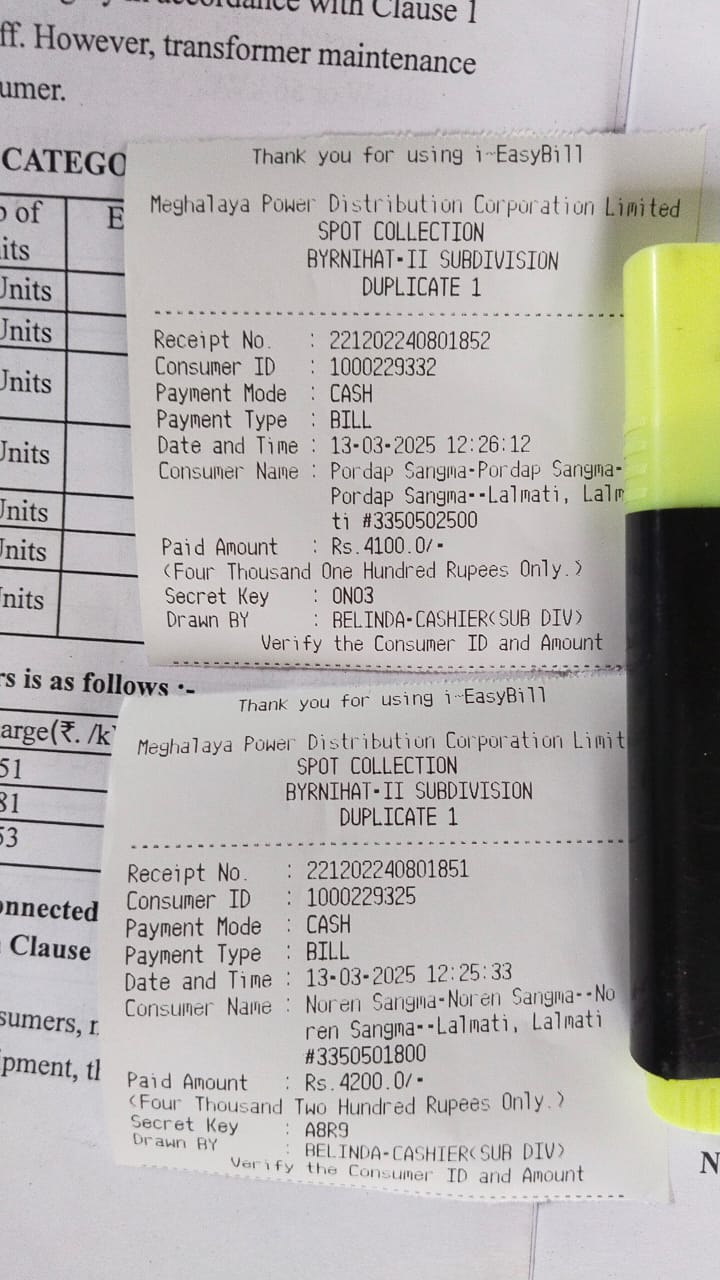 with Clause 1
ff. However, transformer maintenance
umer.
CATEGO
o of
its
E
Units
Units
Units
Units
Units
Units
nits
rs is as follows :-
arge(₹. /k
51
81
53
onnected
Clause
sumers, r
ipment, th
Thank you for using i-EasyBill
Meghalaya Power Distribution Corporation Limited
SPOT COLLECTION
BYRNIHAT-II SUBDIVISION
DUPLICATE 1
Receipt No. : 221202240801852
Consumer ID : 1000229332
Payment Mode : CASH
Payment Type : BILL
Date and Time : 13-03-2025 12:26:12
Consumer Name : Pordap Sangma-Pordap Sangma-
Pordap Sangma--Lalmati, Lalm
ti #3350502500
Paid Amount : Rs.4100.0/-
(Four Thousand One Hundred Rupees Only.)
Secret Key : 0N03
Drawn BY : BELINDA-CASHIER(SUB DIV)
Verify the Consumer ID and Amount
Thank you for using i-EasyBill
Meghalaya Power Distribution Corporation Limit
SPOT COLLECTION
BYRNIHAT-II SUBDIVISION
DUPLICATE 1
Receipt No. : 221202240801851
Consumer ID : 1000229325
Payment Mode : CASH
Payment Type : BILL
Date and Time : 13-03-2025 12:25:33
Consumer Name : Noren Sangma-Noren Sangma--No
ren Sangma--Lalmati, Lalmati
#3350501800
Paid Amount : Rs.4200.0/-
(Four Thousand Two Hundred Rupees Only.)
Secret Key : A8R9
Drawn BY : BELINDA-CASHIER(SUB DIV)
Verify the Consumer ID and Amount
N